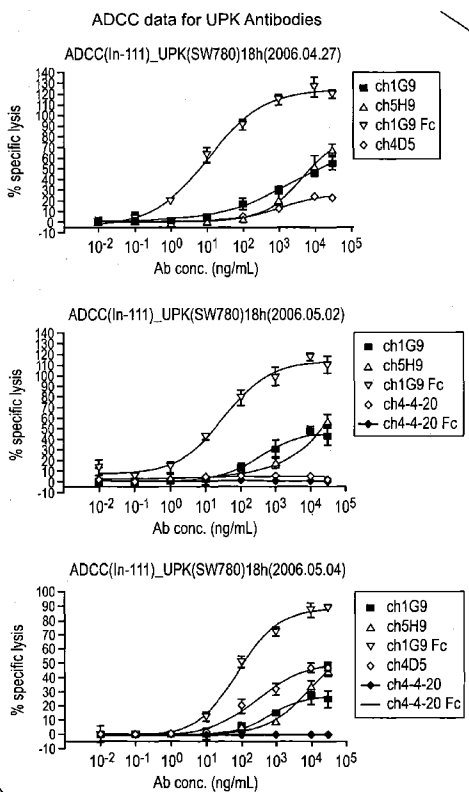 ADCC data for UPK Antibodies
ADCC(In-111)_UPK(SW780)18h(2006.04.27)
% specific lysis
140
130
120
110
100
90
80
70
60
50
40
30
20
10
0
-10
10-2 10-1 100 101 102 103 104 105
Ab conc. (ng/mL)
ch1G9
ch5H9
ch1G9 Fc
ch4D5
ADCC(In-111)_UPK(SW780)18h(2006.05.02)
% specific lysis
140
130
120
110
100
90
80
70
60
50
40
30
20
10
0
-10
10-2 10-1 100 101 102 103 104 105
Ab conc. (ng/mL)
ch1G9
ch5H9
ch1G9 Fc
ch4-4-20
ch4-4-20 Fc
ADCC(In-111)_UPK(SW780)18h(2006.05.04)
% specific lysis
100
90
80
70
60
50
40
30
20
10
0
-10
10-2 10-1 100 101 102 103 104 105
Ab conc. (ng/mL)
ch1G9
ch5H9
ch1G9 Fc
ch4D5
ch4-4-20
ch4-4-20 Fc